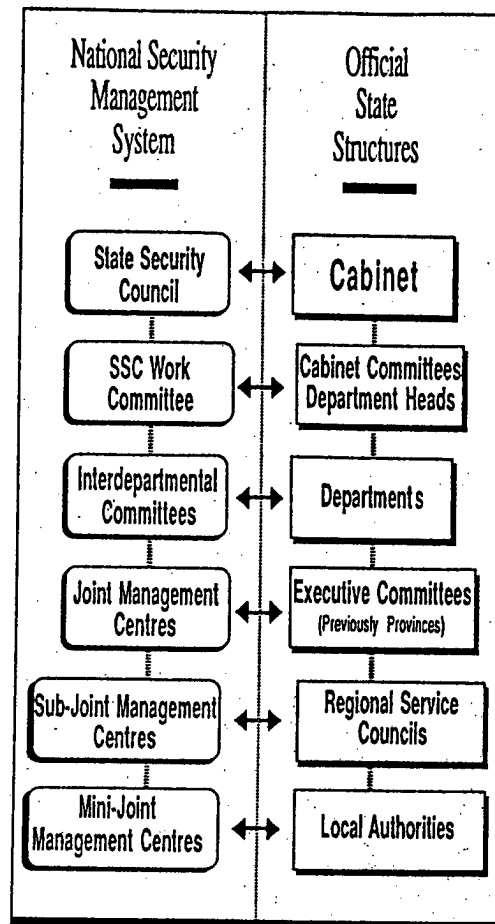 National Security
Management
System
Official
State
Structures
State Security
Council
Cabinet
SSC Work
Committee
Cabinet Committees
Department Heads
Interdepartmental
Committees
Departments
Joint Management
Centres
Executive Committees
(Previously Provinces)
Sub-Joint Management
Centres
Regional Service
Councils
Mini-Joint
Management Centres
Local Authorities